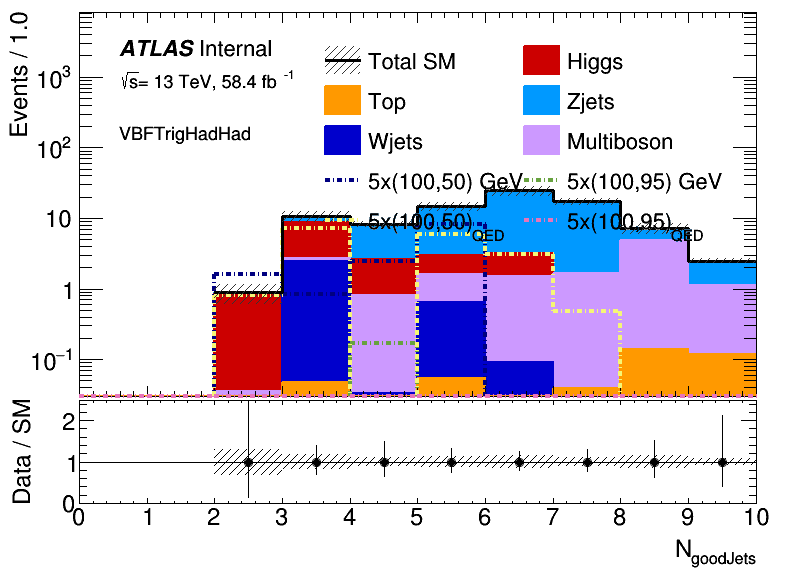 Events / 1.0
10³
10²
10
1
10⁻¹
ATLAS Internal
√s= 13 TeV, 58.4 fb ⁻¹
VBFTrigHadHad
Total SM
Higgs
Top
Zjets
Wjets
Multiboson
5x(100,50) GeV
5x(100,95) GeV
5x(100,50)QED
5x(100,95)QED
Data / SM
2
1
0
0 1 2 3 4 5 6 7 8 9 10
NgoodJets